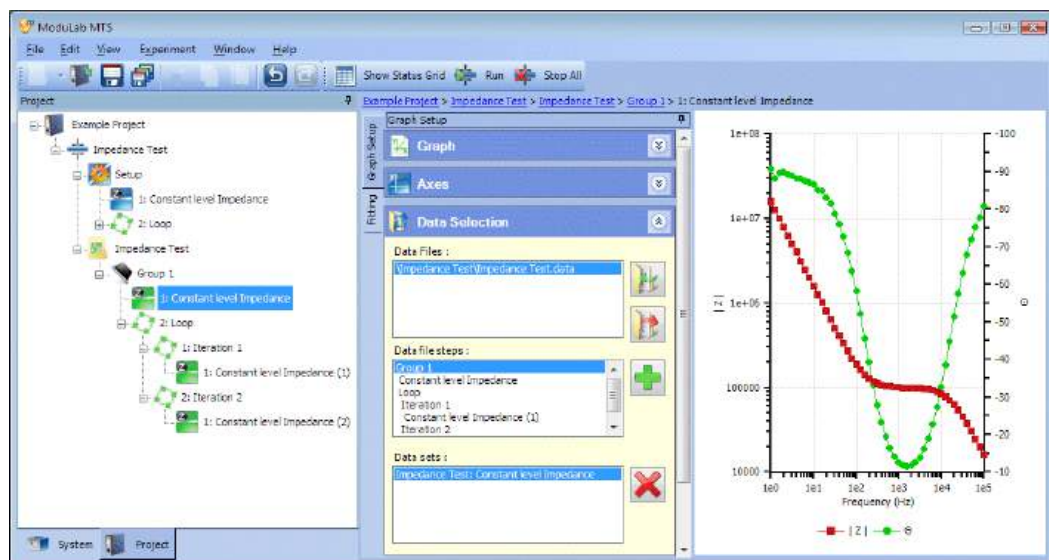 ModuLab MTS
File Edit View Experiment Window Help
Show Status Grid Run Stop All
Project
Example Project > Impedance Test > Impedance Test > Group 1 > 1: Constant level Impedance
Example Project
Impedance Test
Setup
1: Constant level Impedance
2: Loop
Impedance Test
Group 1
1: Constant level Impedance
2: Loop
1: Iteration 1
1: Constant level Impedance (1)
2: Iteration 2
1: Constant level Impedance (2)
System Project
Graph Setup
Fitting
Graph Setup
Graph
Axes
Data Selection
Data Files :
\Impedance Test\Impedance Test.data
Data file steps :
Group 1
Constant level Impedance
Loop
Iteration 1
Constant level Impedance (1)
Iteration 2
Data sets :
Impedance Test: Constant level Impedance
1e+08
1e+07
1e+06
100000
10000
|Z|
-100
-90
-80
-70
-60
-50
-40
-30
-20
-10
Θ
1e0 1e1 1e2 1e3 1e4 1e5
Frequency (Hz)
|Z| Θ